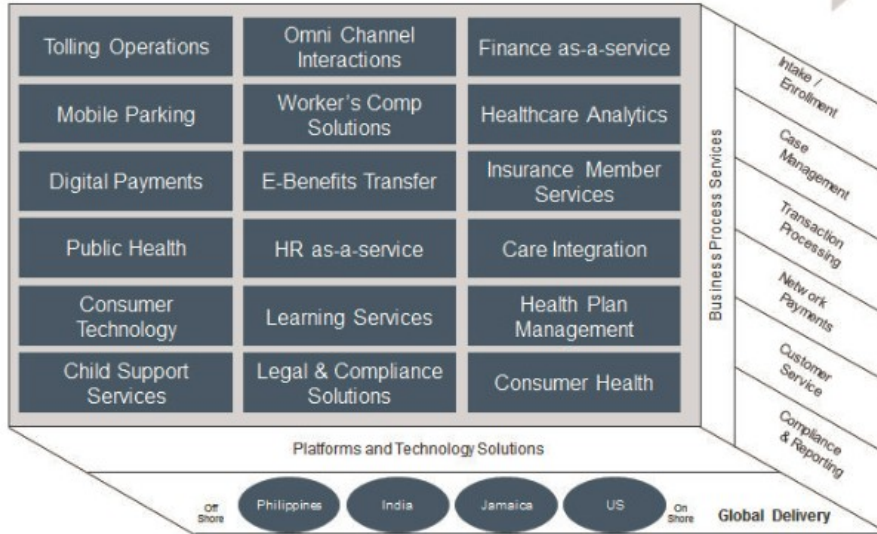 Tolling Operations
Omni Channel
Interactions
Finance as-a-service
Mobile Parking
Worker's Comp
Solutions
Healthcare Analytics
Digital Payments
E-Benefits Transfer
Insurance Member
Services
Public Health
HR as-a-service
Care Integration
Consumer
Technology
Learning Services
Health Plan
Management
Child Support
Services
Legal & Compliance
Solutions
Consumer Health
Business Process Services
Intake /
Enrollment
Case
Management
Transaction
Processing
Network
Payments
Customer
Service
Compliance
& Reporting
Platforms and Technology Solutions
Off
Shore
Philippines
India
Jamaica
US
On
Shore
Global Delivery